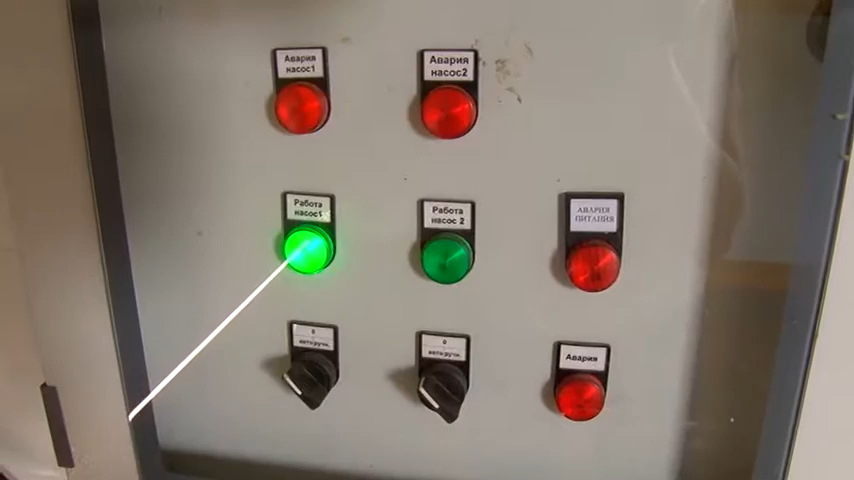 Авария
насос1
Авария
насос2
Работа
насос1
Работа
насос 2
АВАРИЯ
ПИТАНИЯ
0
авто/ручн.
0
авто/ручн.
Авария